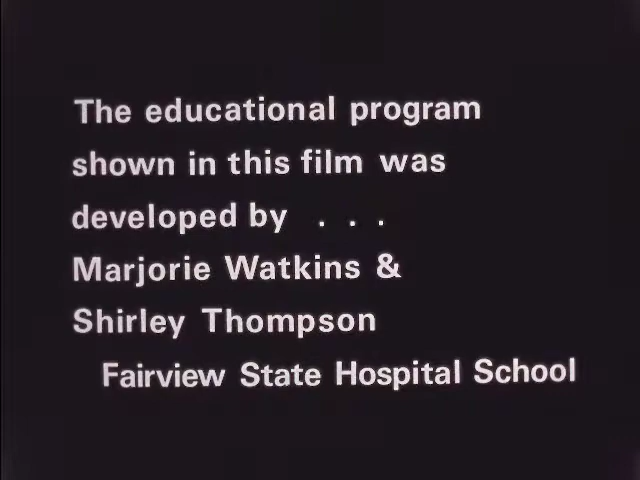 The educational program
shown in this film was
developed by . . .
Marjorie Watkins &
Shirley Thompson
Fairview State Hospital School